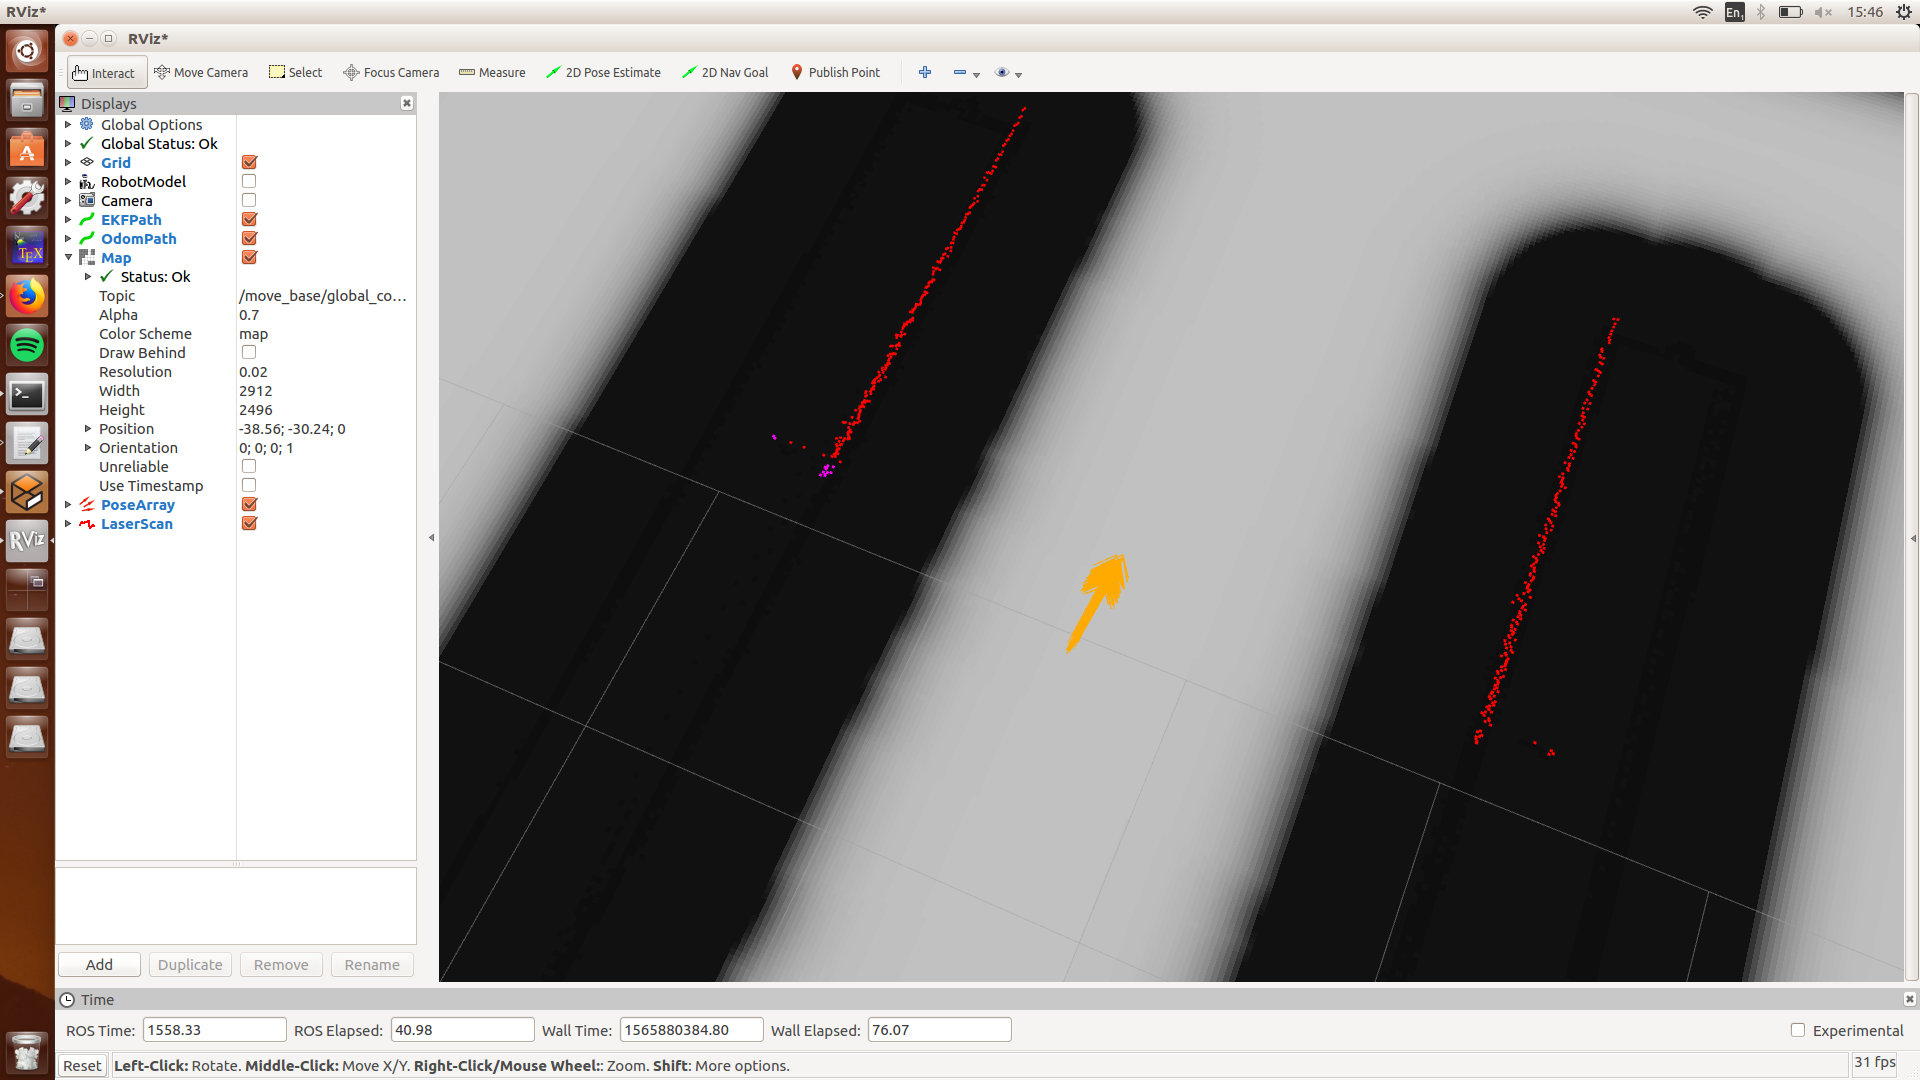 RViz*
En1
15:46
RViz*
Interact
Move Camera
Select
Focus Camera
Measure
2D Pose Estimate
2D Nav Goal
Publish Point
Displays
Global Options
Global Status: Ok
Grid
RobotModel
Camera
EKFPath
OdomPath
Map
Status: Ok
Topic /move_base/global_co...
Alpha 0.7
Color Scheme map
Draw Behind
Resolution 0.02
Width 2912
Height 2496
Position -38.56; -30.24; 0
Orientation 0; 0; 0; 1
Unreliable
Use Timestamp
PoseArray
LaserScan
TEX
RViz
Add Duplicate Remove Rename
Time
ROS Time: 1558.33 ROS Elapsed: 40.98 Wall Time: 1565880384.80 Wall Elapsed: 76.07 Experimental
Reset Left-Click: Rotate. Middle-Click: Move X/Y. Right-Click/Mouse Wheel:: Zoom. Shift: More options. 31 fps